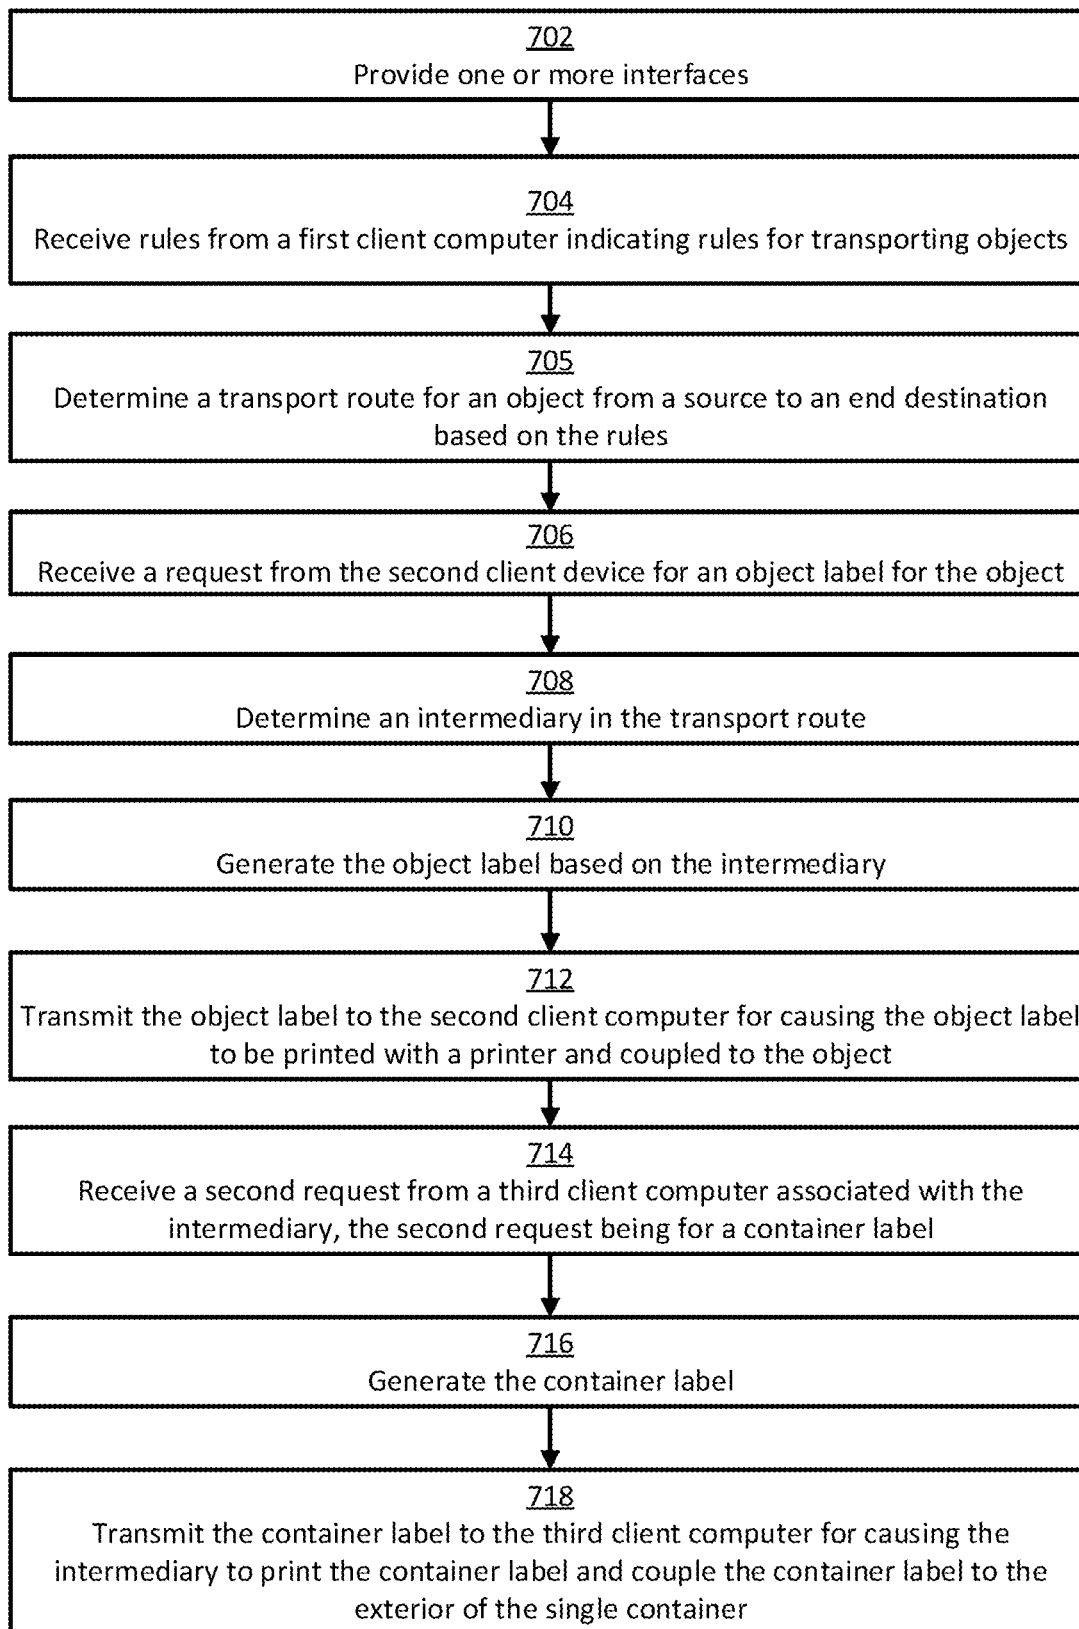 702
Provide one or more interfaces
704
Receive rules from a first client computer indicating rules for transporting objects
705
Determine a transport route for an object from a source to an end destination
based on the rules
706
Receive a request from the second client device for an object label for the object
708
Determine an intermediary in the transport route
710
Generate the object label based on the intermediary
712
Transmit the object label to the second client computer for causing the object label
to be printed with a printer and coupled to the object
714
Receive a second request from a third client computer associated with the
intermediary, the second request being for a container label
716
Generate the container label
718
Transmit the container label to the third client computer for causing the
intermediary to print the container label and couple the container label to the
exterior of the single container